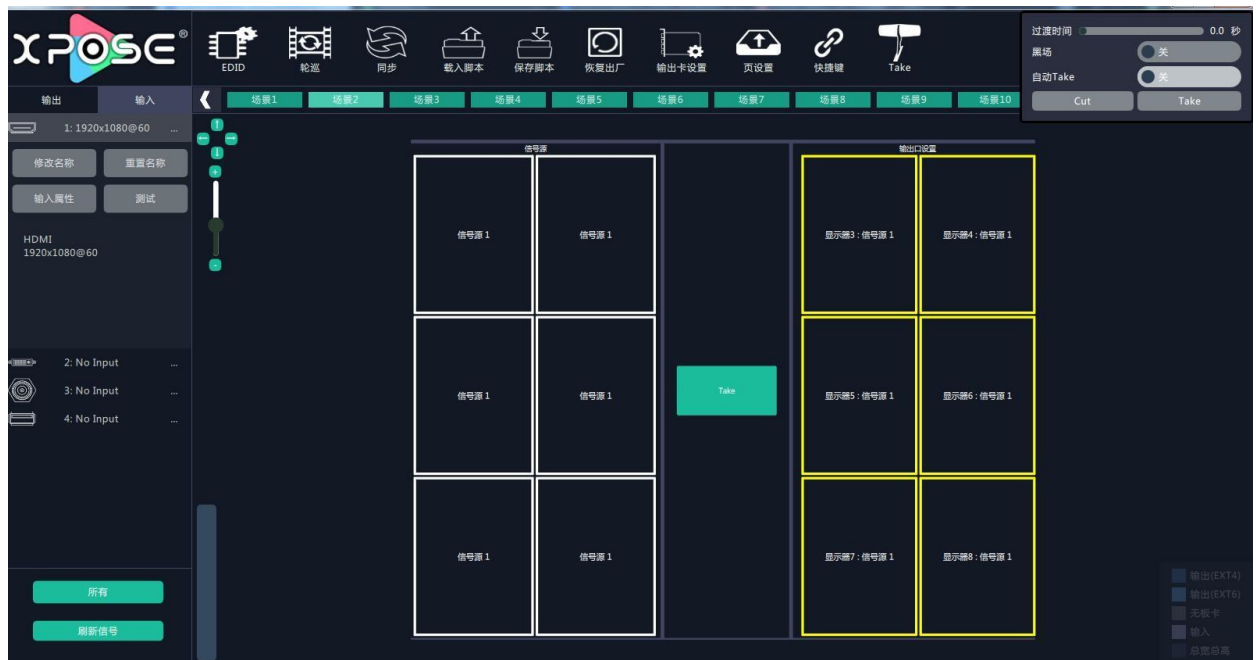 XPOSE®
EDID
轮巡
同步
载入脚本
保存脚本
恢复出厂
输出卡设置
页设置
快捷键
Take
过渡时间 0.0 秒
黑场 关
自动Take 关
Cut Take
输出 输入
场景1 场景2 场景3 场景4 场景5 场景6 场景7 场景8 场景9 场景10
1: 1920x1080@60 ...
修改名称 重置名称
输入属性 测试
HDMI
1920x1080@60
2: No Input ...
3: No Input ...
4: No Input ...
所有
刷新信号
信号源
信号源 1 信号源 1
信号源 1 信号源 1
信号源 1 信号源 1
Take
输出口设置
显示器3 : 信号源 1 显示器4 : 信号源 1
显示器5 : 信号源 1 显示器6 : 信号源 1
显示器7 : 信号源 1 显示器8 : 信号源 1
输出(EXT4)
输出(EXT6)
无板卡
输入
总宽总高